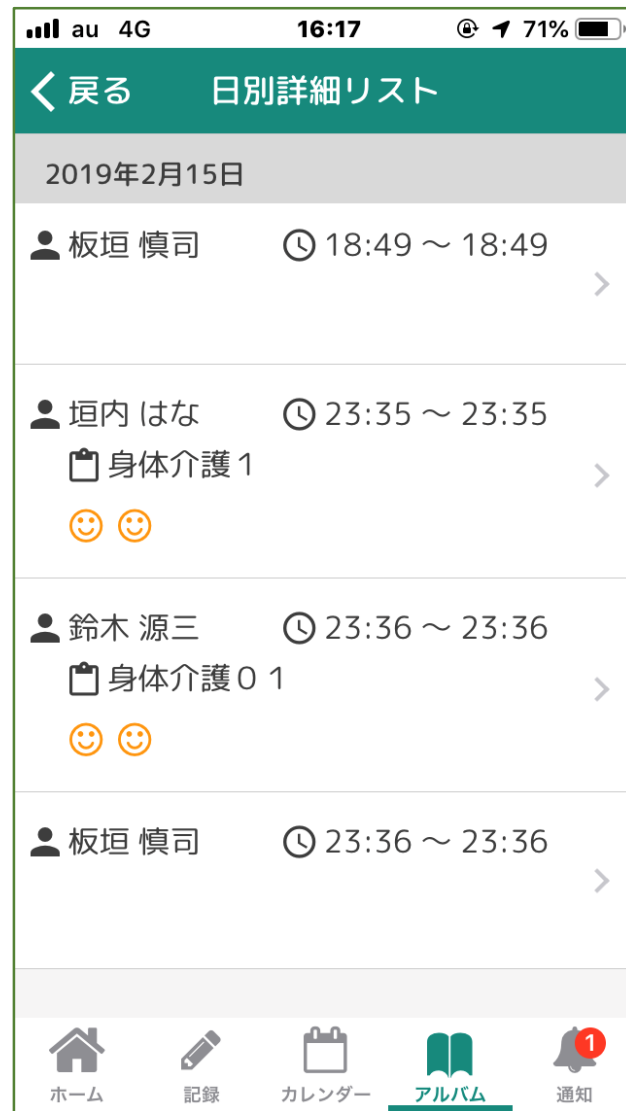 au 4G 16:17 71%
戻る 日別詳細リスト
2019年2月15日
板垣 慎司 18:49 ～ 18:49
垣内 はな 23:35 ～ 23:35
身体介護1
鈴木 源三 23:36 ～ 23:36
身体介護０１
板垣 慎司 23:36 ～ 23:36
1
ホーム 記録 カレンダー アルバム 通知